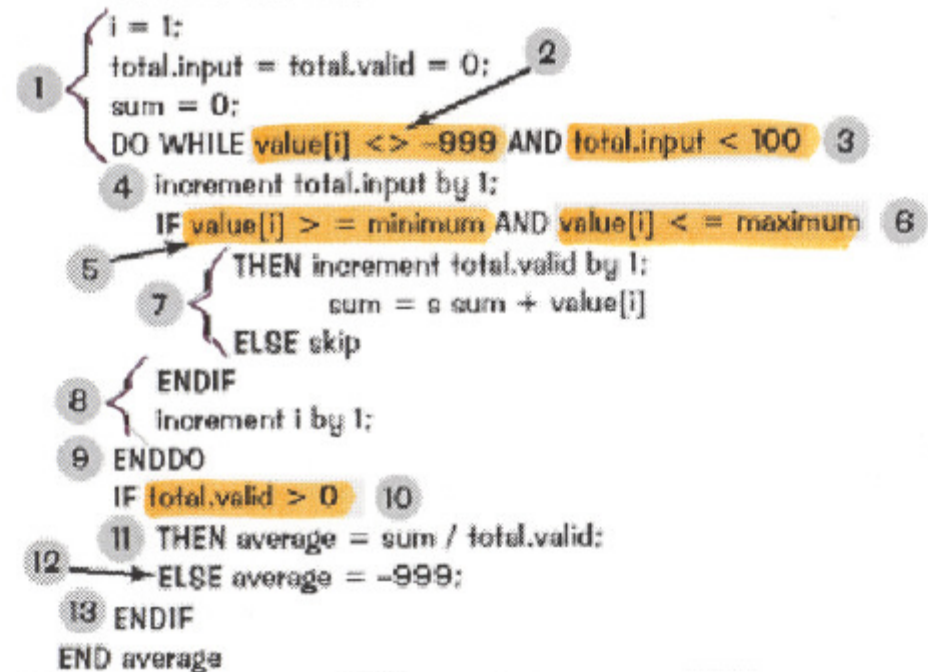 i = 1;
1 total.input = total.valid = 0; 2
sum = 0;
DO WHILE value[i] <> -999 AND total.input < 100 3
4 increment total.input by 1;
IF value[i] > = minimum AND value[i] < = maximum 6
5 THEN increment total.valid by 1;
7 sum = s sum + value[i]
ELSE skip
8 ENDIF
increment i by 1;
9 ENDDO
IF total.valid > 0 10
11 THEN average = sum / total.valid;
12 ELSE average = -999;
13 ENDIF
END average